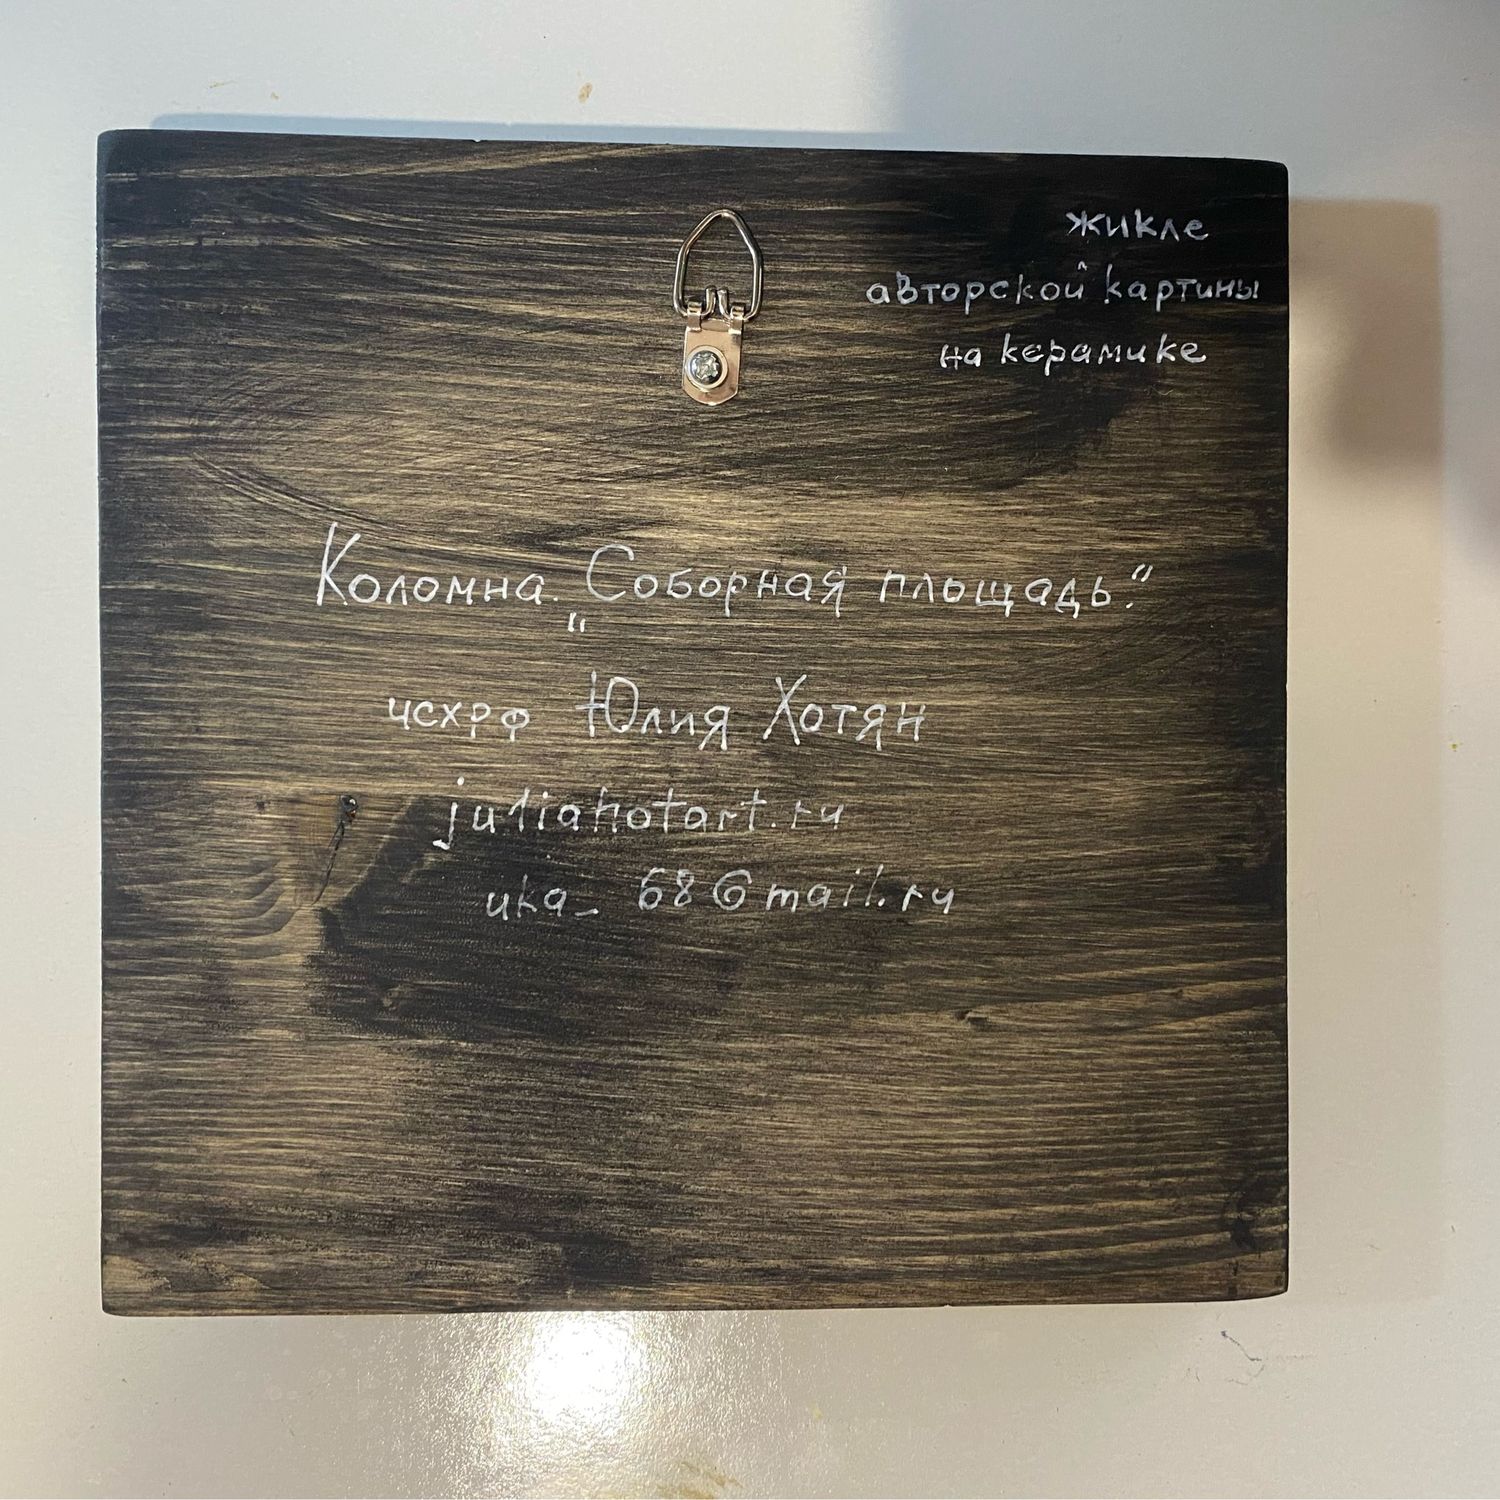 жикле
авторской картины
на керамике
Коломна. „Соборная площадь.“
чсхрф Юлия Хотян
juliahotart.ru
uka_68@mail.ru